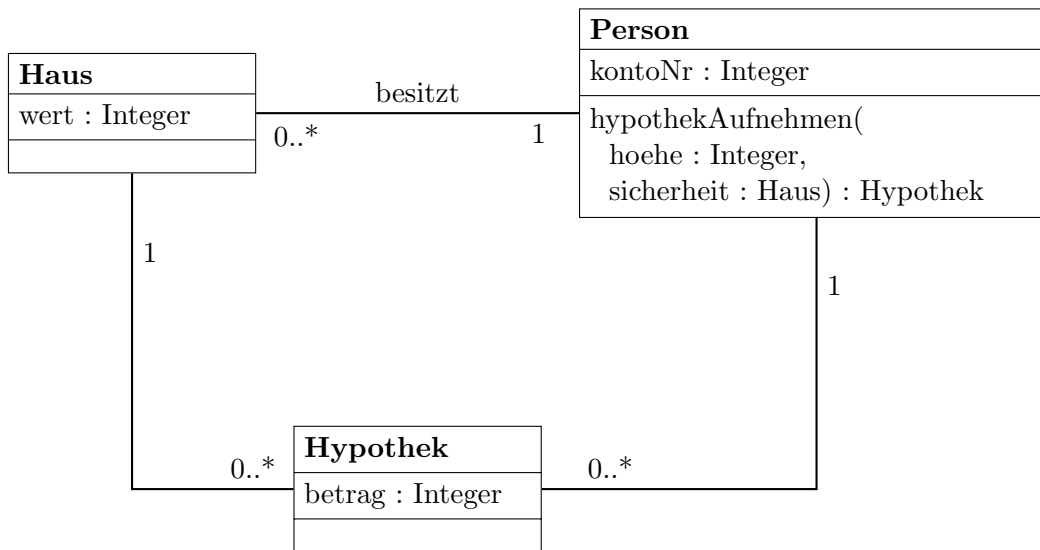 Haus
wert : Integer
besitzt
0..*
1
Person
kontoNr : Integer
hypothekAufnehmen(
hoehe : Integer,
sicherheit : Haus) : Hypothek
1
1
0..*
Hypothek
betrag : Integer
0..*